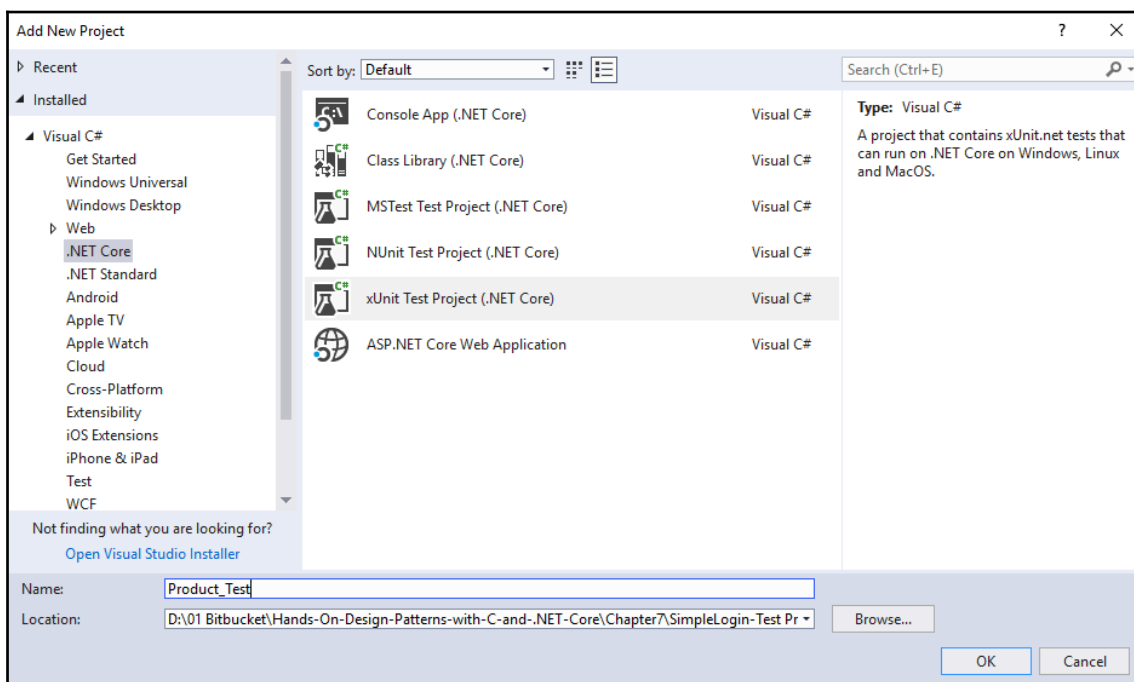 Add New Project
?
Recent
Installed
Visual C#
Get Started
Windows Universal
Windows Desktop
Web
.NET Core
.NET Standard
Android
Apple TV
Apple Watch
Cloud
Cross-Platform
Extensibility
iOS Extensions
iPhone & iPad
Test
WCF
Not finding what you are looking for?
Open Visual Studio Installer
Sort by: Default
Console App (.NET Core) Visual C#
Class Library (.NET Core) Visual C#
MSTest Test Project (.NET Core) Visual C#
NUnit Test Project (.NET Core) Visual C#
xUnit Test Project (.NET Core) Visual C#
ASP.NET Core Web Application Visual C#
Search (Ctrl+E)
Type: Visual C#
A project that contains xUnit.net tests that
can run on .NET Core on Windows, Linux
and MacOS.
Name: Product_Test
Location: D:\01 Bitbucket\Hands-On-Design-Patterns-with-C-and-.NET-Core\Chapter7\SimpleLogin-Test Pr
Browse...
OK Cancel